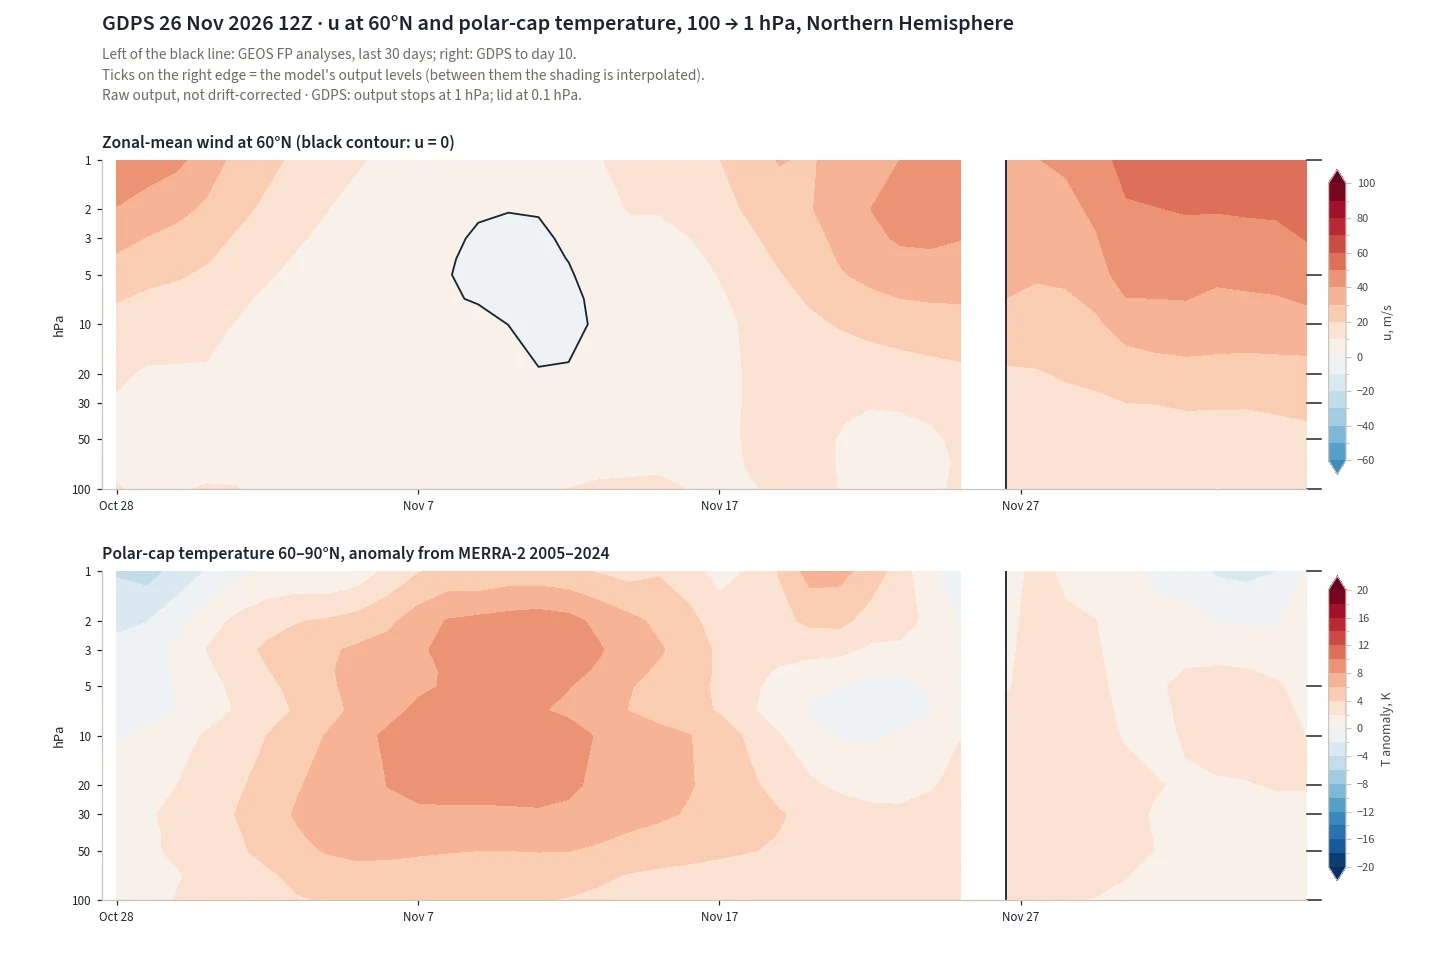 GDPS 26 Nov 2026 12Z · u at 60°N and polar-cap temperature, 100 → 1 hPa, Northern Hemisphere
Left of the black line: GEOS FP analyses, last 30 days; right: GDPS to day 10.
Ticks on the right edge = the model's output levels (between them the shading is interpolated).
Raw output, not drift-corrected · GDPS: output stops at 1 hPa; lid at 0.1 hPa.
Zonal-mean wind at 60°N (black contour: u = 0)
1
2
3
5
10
20
30
50
100
hPa
Oct 28
Nov 7
Nov 17
Nov 27
100
80
60
40
20
0
−20
−40
−60
u, m/s
Polar-cap temperature 60–90°N, anomaly from MERRA-2 2005–2024
1
2
3
5
10
20
30
50
100
hPa
Oct 28
Nov 7
Nov 17
Nov 27
20
16
12
8
4
0
−4
−8
−12
−16
−20
T anomaly, K